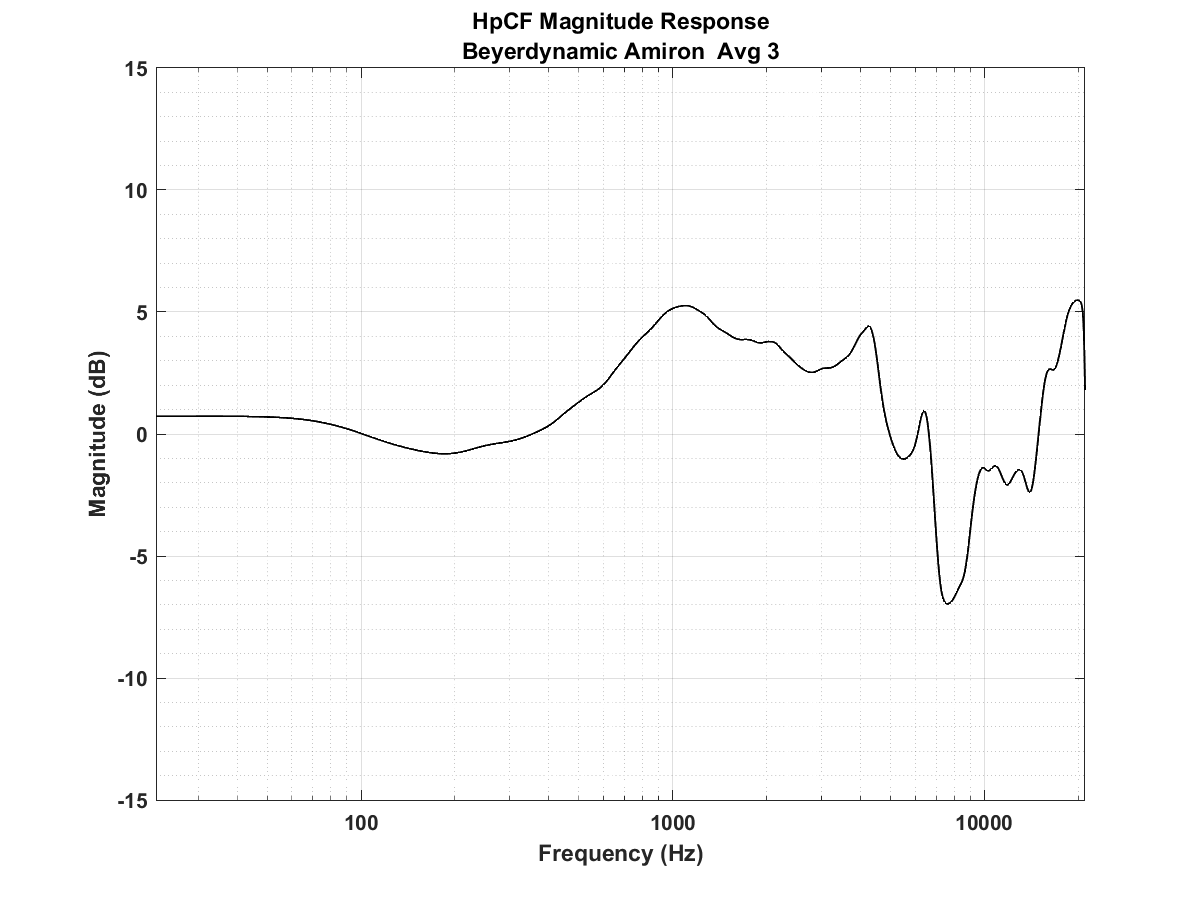 HpCF Magnitude Response
Beyerdynamic Amiron  Avg 3
15
10
5
0
-5
-10
-15
Magnitude (dB)
100
1000
10000
Frequency (Hz)